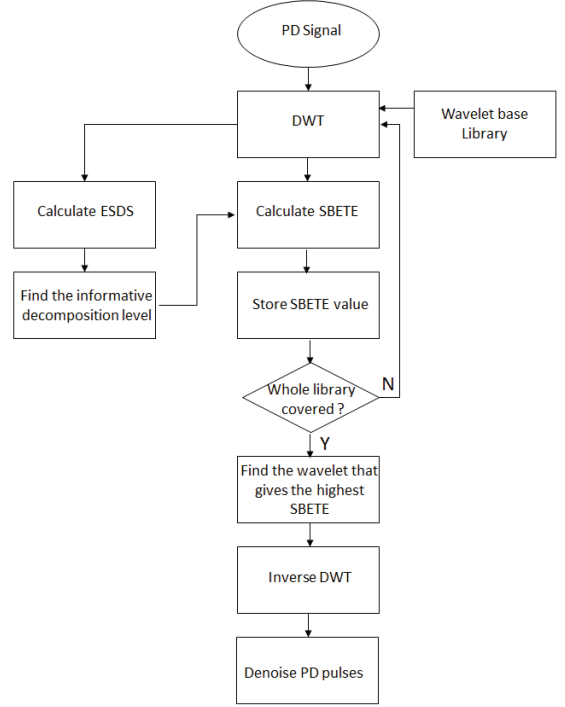 PD Signal
DWT
Wavelet base
Library
Calculate ESDS
Calculate SBETE
Find the informative
decomposition level
Store SBETE value
Whole library
covered ?
N
Y
Find the wavelet that
gives the highest
SBETE
Inverse DWT
Denoise PD pulses